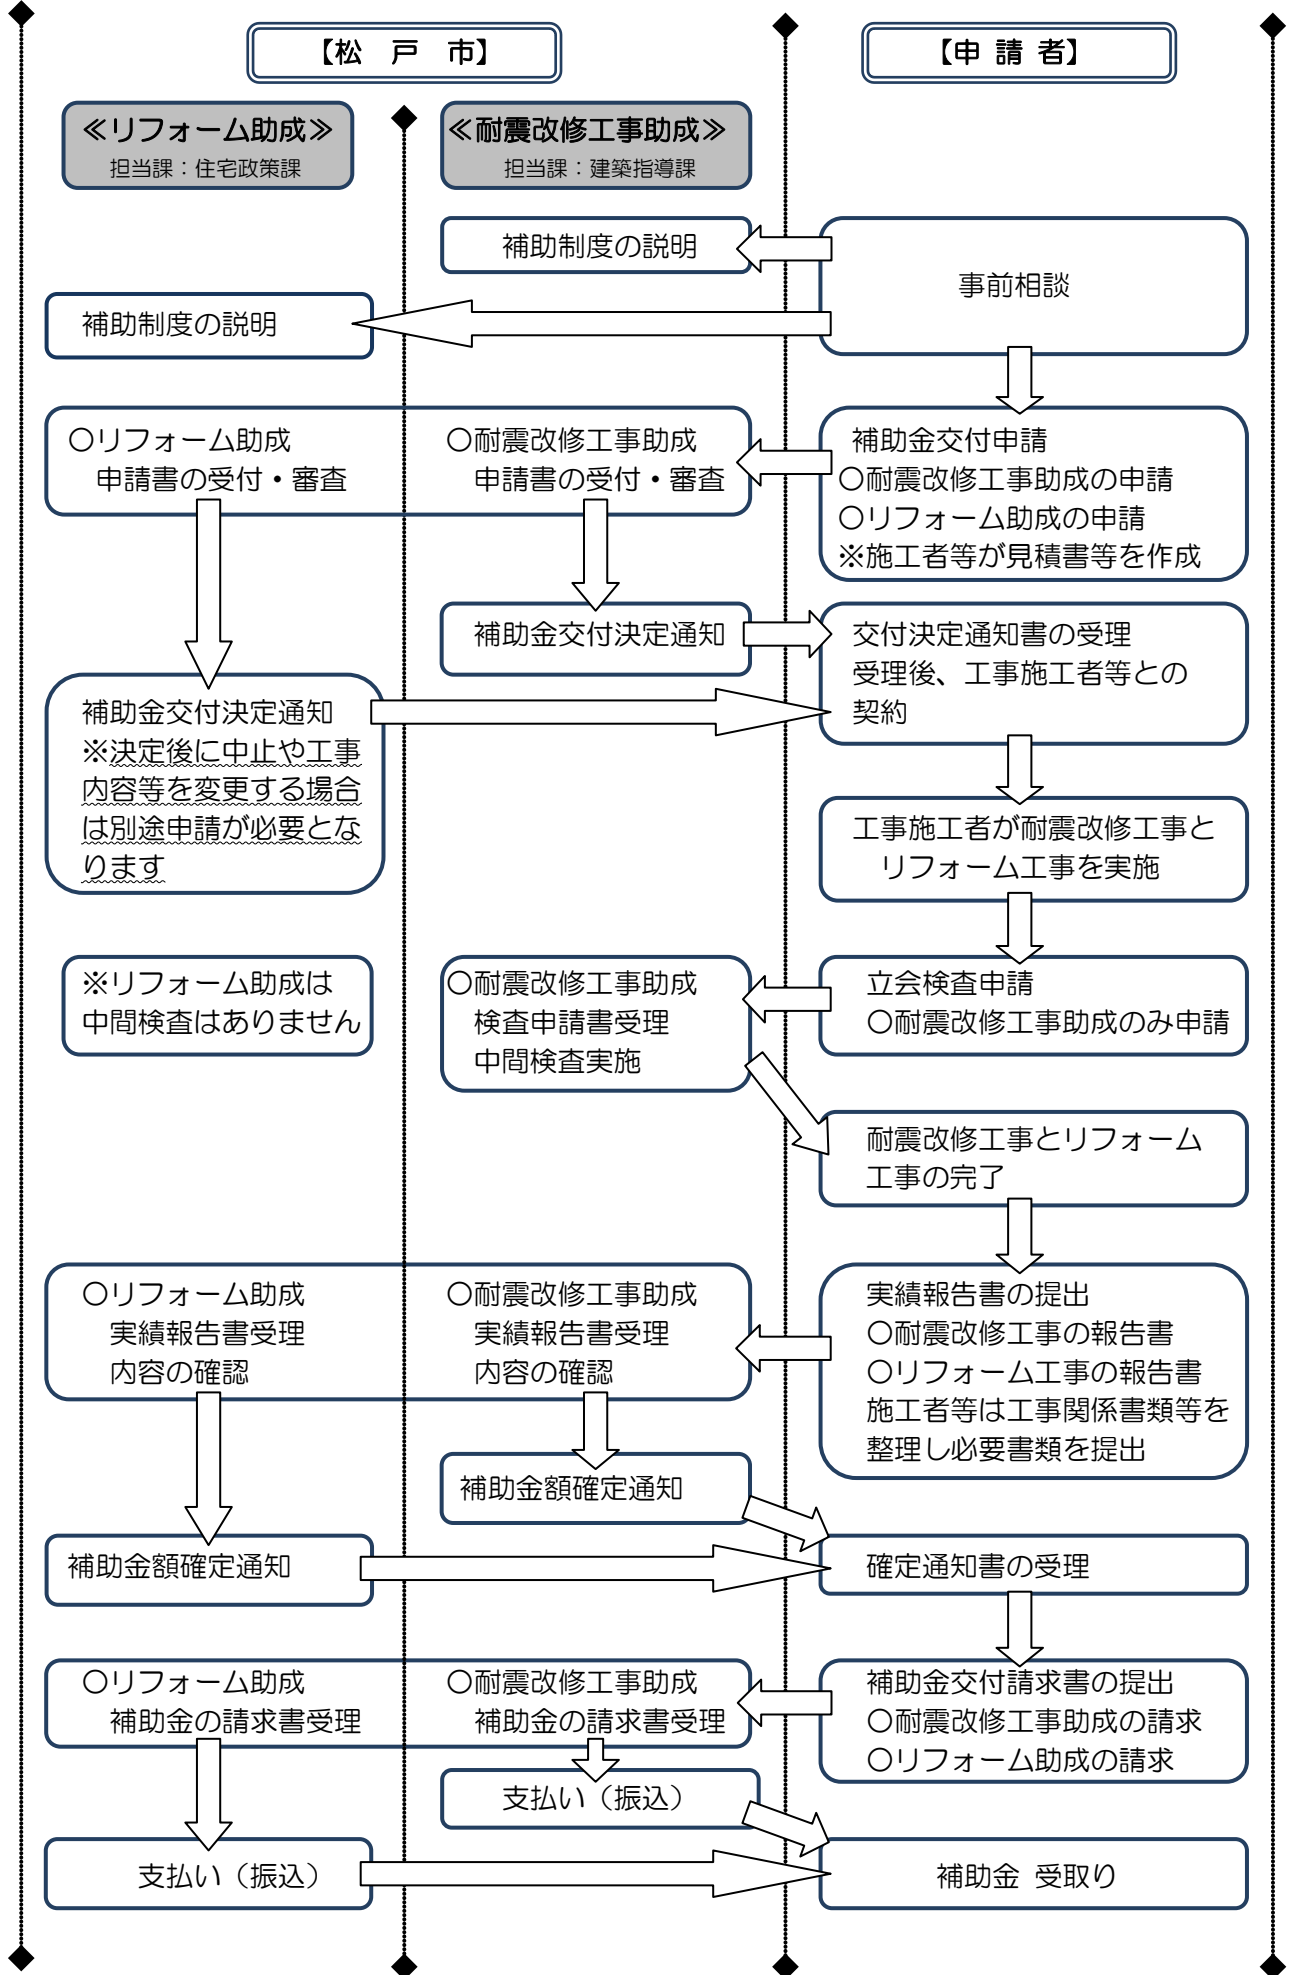 【松　戸　市】
【申 請 者】
≪リフォーム助成≫
担当課：住宅政策課
≪耐震改修工事助成≫
担当課：建築指導課
補助制度の説明
事前相談
補助制度の説明
〇リフォーム助成
申請書の受付・審査
〇耐震改修工事助成
申請書の受付・審査
補助金交付申請
〇耐震改修工事助成の申請
〇リフォーム助成の申請
※施工者等が見積書等を作成
補助金交付決定通知
交付決定通知書の受理
受理後、工事施工者等との
契約
補助金交付決定通知
※決定後に中止や工事
内容等を変更する場合
は別途申請が必要とな
ります
工事施工者が耐震改修工事と
リフォーム工事を実施
※リフォーム助成は
中間検査はありません
〇耐震改修工事助成
検査申請書受理
中間検査実施
立会検査申請
〇耐震改修工事助成のみ申請
耐震改修工事とリフォーム
工事の完了
〇リフォーム助成
実績報告書受理
内容の確認
〇耐震改修工事助成
実績報告書受理
内容の確認
実績報告書の提出
〇耐震改修工事の報告書
〇リフォーム工事の報告書
施工者等は工事関係書類等を
整理し必要書類を提出
補助金額確定通知
補助金額確定通知
確定通知書の受理
〇リフォーム助成
補助金の請求書受理
〇耐震改修工事助成
補助金の請求書受理
補助金交付請求書の提出
〇耐震改修工事助成の請求
〇リフォーム助成の請求
支払い（振込）
支払い（振込）
補助金 受取り